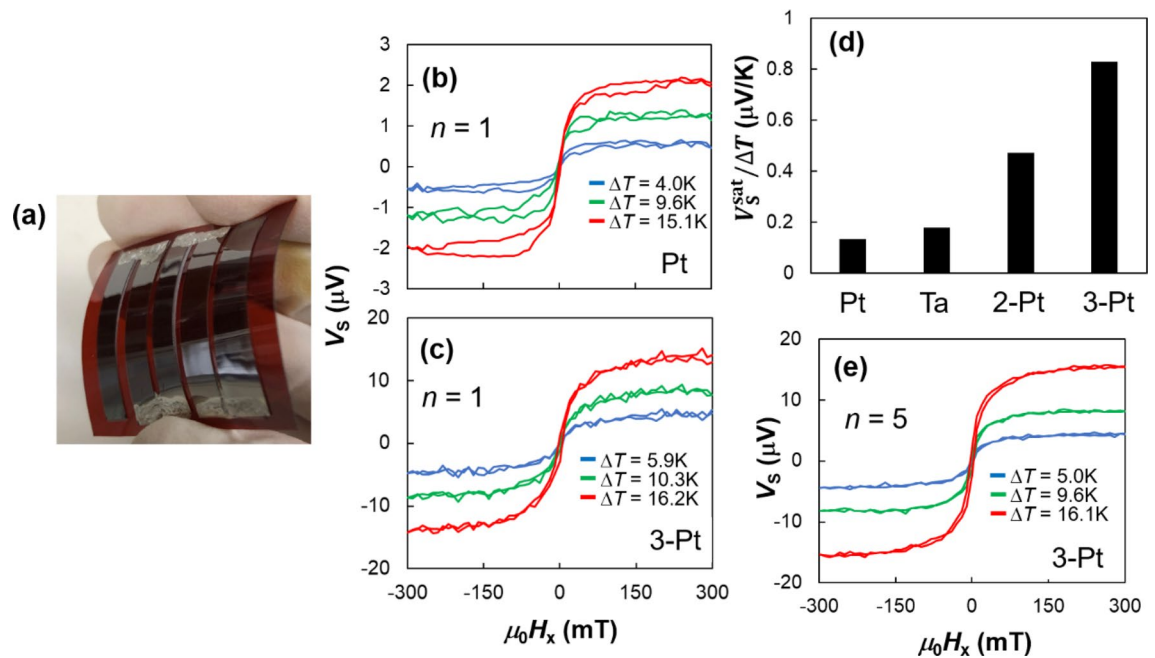 (a)
3
2
1
0
-1
-2
-3
(b)
n = 1
ΔT = 4.0K
ΔT = 9.6K
ΔT = 15.1K
Pt
V_S (μV)
20
10
0
-10
-20
(c)
n = 1
ΔT = 5.9K
ΔT = 10.3K
ΔT = 16.2K
3-Pt
-300 -150 0 150 300
μ₀Hₓ (mT)
(d)
V_S^sat/ΔT (μV/K)
1
0.8
0.6
0.4
0.2
0
Pt Ta 2-Pt 3-Pt
V_S (μV)
20
10
0
-10
-20
(e)
n = 5
ΔT = 5.0K
ΔT = 9.6K
ΔT = 16.1K
3-Pt
-300 -150 0 150 300
μ₀Hₓ (mT)